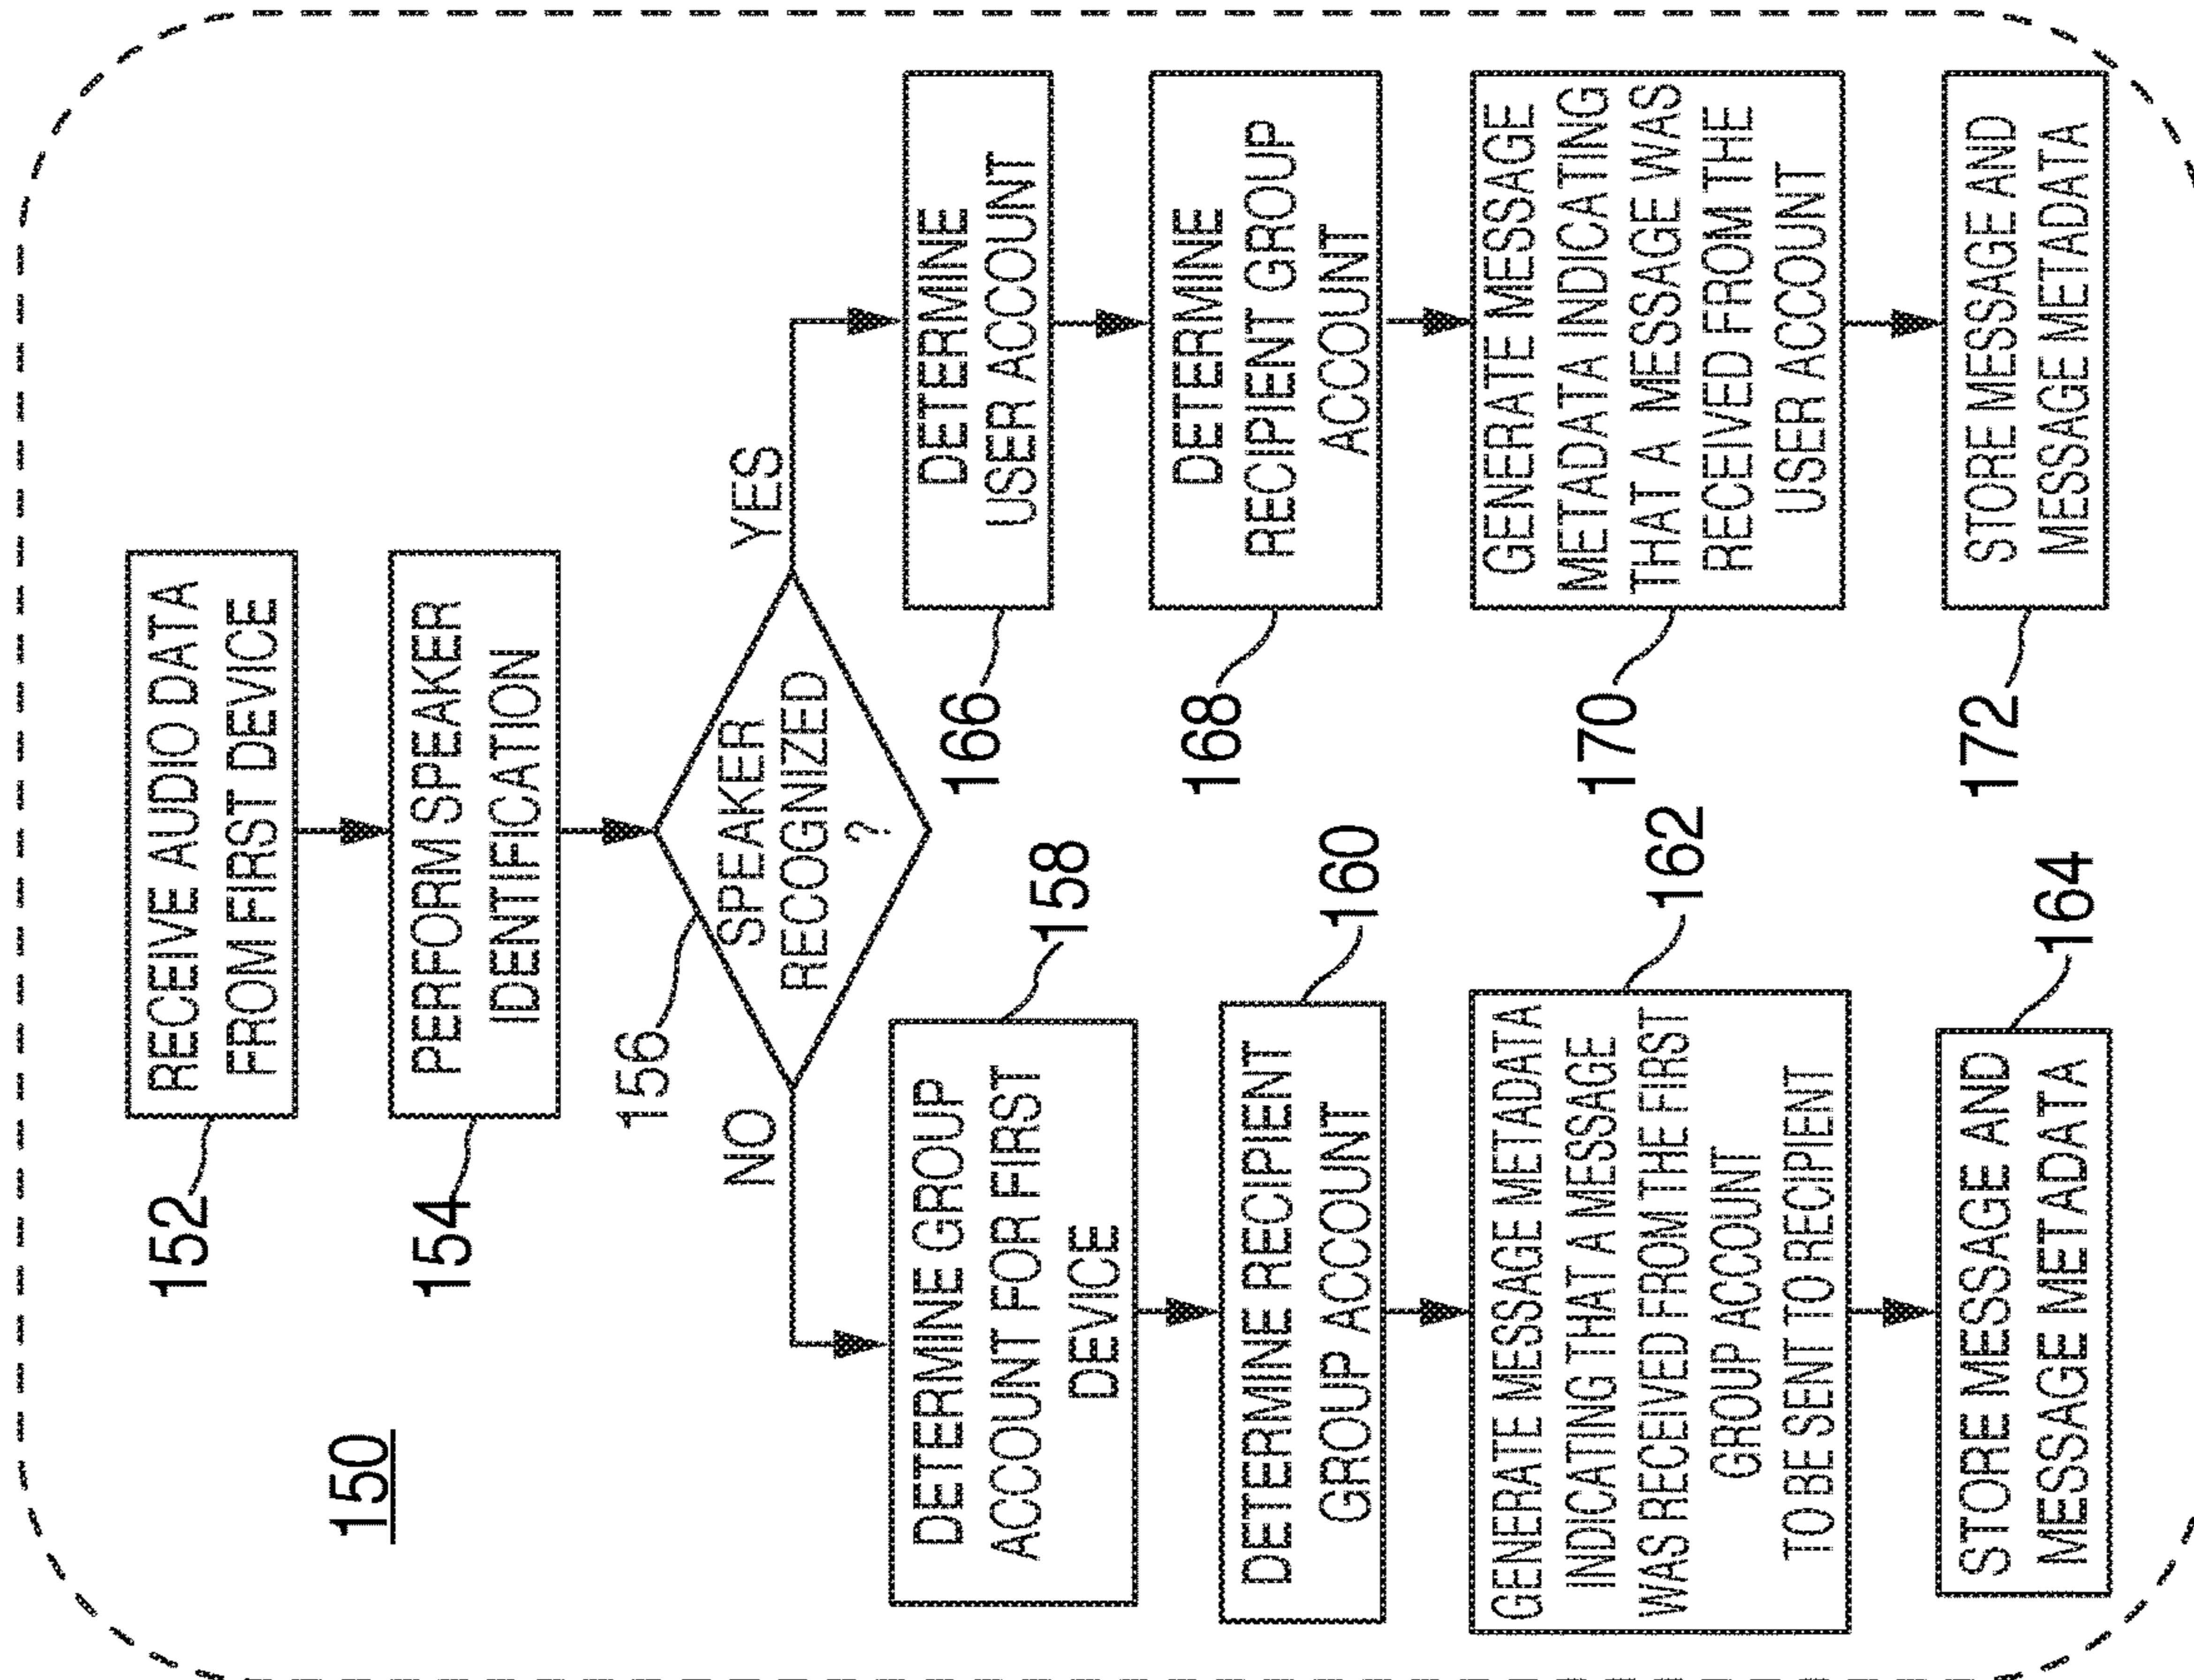 150
152
RECEIVE AUDIO DATA
FROM FIRST DEVICE
154
PERFORM SPEAKER
IDENTIFICATION
156
SPEAKER
RECOGNIZED
?
NO
YES
DETERMINE GROUP
ACCOUNT FOR FIRST
DEVICE
158
DETERMINE RECIPIENT
GROUP ACCOUNT
160
GENERATE MESSAGE METADATA
INDICATING THAT A MESSAGE
WAS RECEIVED FROM THE FIRST
GROUP ACCOUNT
TO BE SENT TO RECIPIENT
162
STORE MESSAGE AND
MESSAGE METADATA
164
166
DETERMINE
USER ACCOUNT
168
DETERMINE
RECIPIENT GROUP
ACCOUNT
170
GENERATE MESSAGE
METADATA INDICATING
THAT A MESSAGE WAS
RECEIVED FROM THE
USER ACCOUNT
172
STORE MESSAGE AND
MESSAGE METADATA